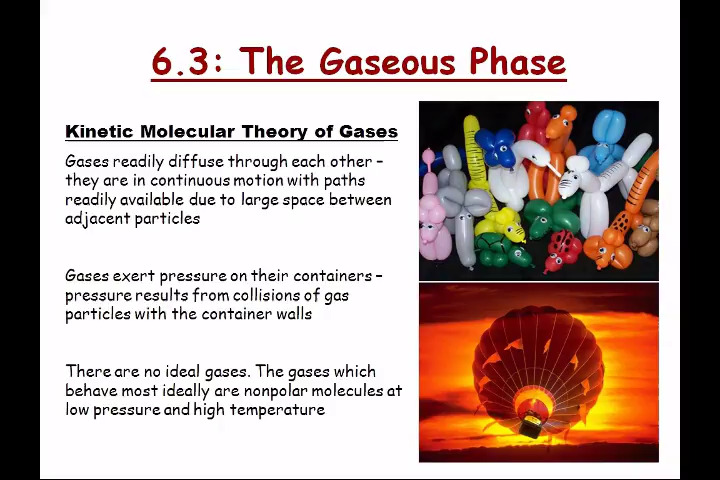 6.3: The Gaseous Phase
Kinetic Molecular Theory of Gases
Gases readily diffuse through each other –
they are in continuous motion with paths
readily available due to large space between
adjacent particles
Gases exert pressure on their containers –
pressure results from collisions of gas
particles with the container walls
There are no ideal gases. The gases which
behave most ideally are nonpolar molecules at
low pressure and high temperature